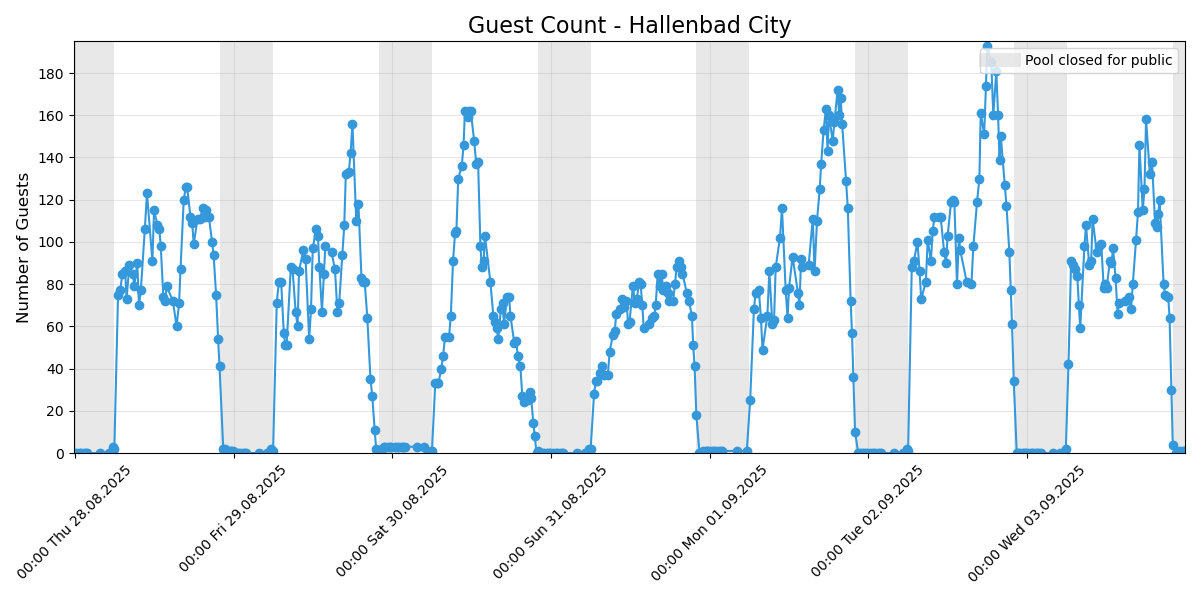 Guest Count - Hallenbad City
Pool closed for public
Number of Guests
180
160
140
120
100
80
60
40
20
0
00:00 Thu 28.08.2025
00:00 Fri 29.08.2025
00:00 Sat 30.08.2025
00:00 Sun 31.08.2025
00:00 Mon 01.09.2025
00:00 Tue 02.09.2025
00:00 Wed 03.09.2025